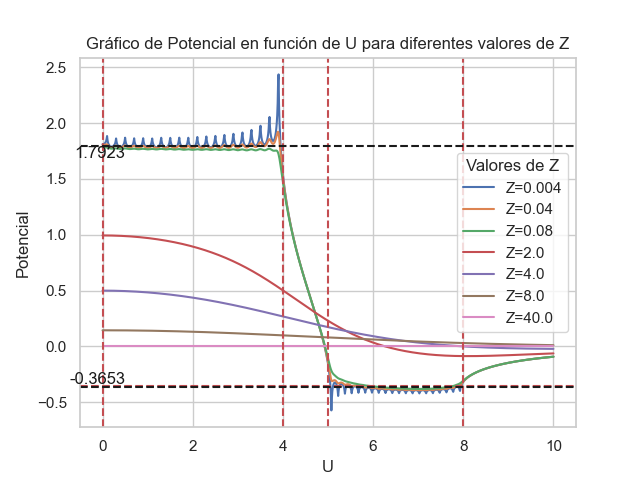 Gráfico de Potencial en función de U para diferentes valores de Z
Potencial
2.5
2.0
1.5
1.0
0.5
0.0
−0.5
1.7923
-0.3653
Valores de Z
Z=0.004
Z=0.04
Z=0.08
Z=2.0
Z=4.0
Z=8.0
Z=40.0
0
2
4
6
8
10
U